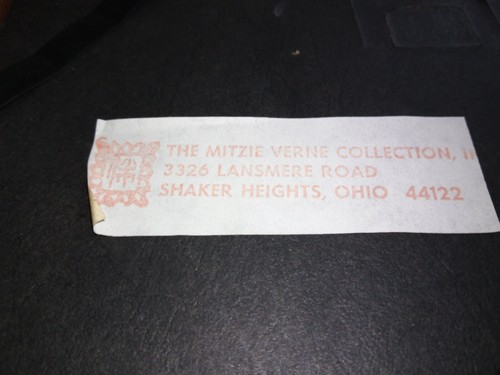 THE MITZIE VERNE COLLECTION,
3326 LANSMERE ROAD
SHAKER HEIGHTS, OHIO 44122